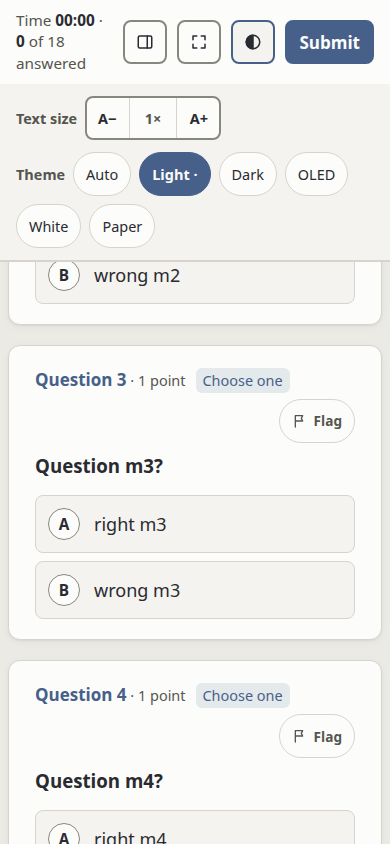 Time 00:00 ·
0 of 18
answered
Submit
Text size A− 1× A+
Theme Auto Light · Dark OLED
White Paper
B wrong m2
Question 3 · 1 point Choose one
Flag
Question m3?
A right m3
B wrong m3
Question 4 · 1 point Choose one
Flag
Question m4?
A right m4